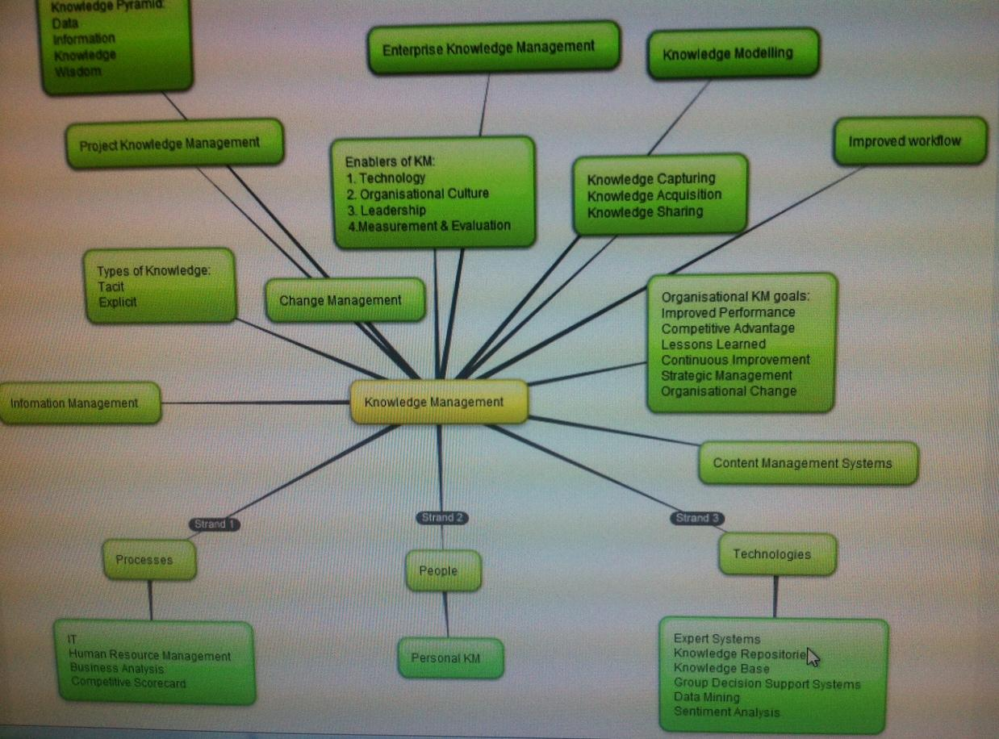 Knowledge Pyramid:
Data
Information
Knowledge
Wisdom
Enterprise Knowledge Management
Knowledge Modelling
Project Knowledge Management
Improved workflow
Enablers of KM:
1. Technology
2. Organisational Culture
3. Leadership
4.Measurement & Evaluation
Knowledge Capturing
Knowledge Acquisition
Knowledge Sharing
Types of Knowledge:
Tacit
Explicit
Change Management
Organisational KM goals:
Improved Performance
Competitive Advantage
Lessons Learned
Continuous Improvement
Strategic Management
Organisational Change
Infomation Management
Knowledge Management
Content Management Systems
Strand 1
Strand 2
Strand 3
Processes
People
Technologies
IT
Human Resource Management
Business Analysis
Competitive Scorecard
Personal KM
Expert Systems
Knowledge Repositorie
Knowledge Base
Group Decision Support Systems
Data Mining
Sentiment Analysis